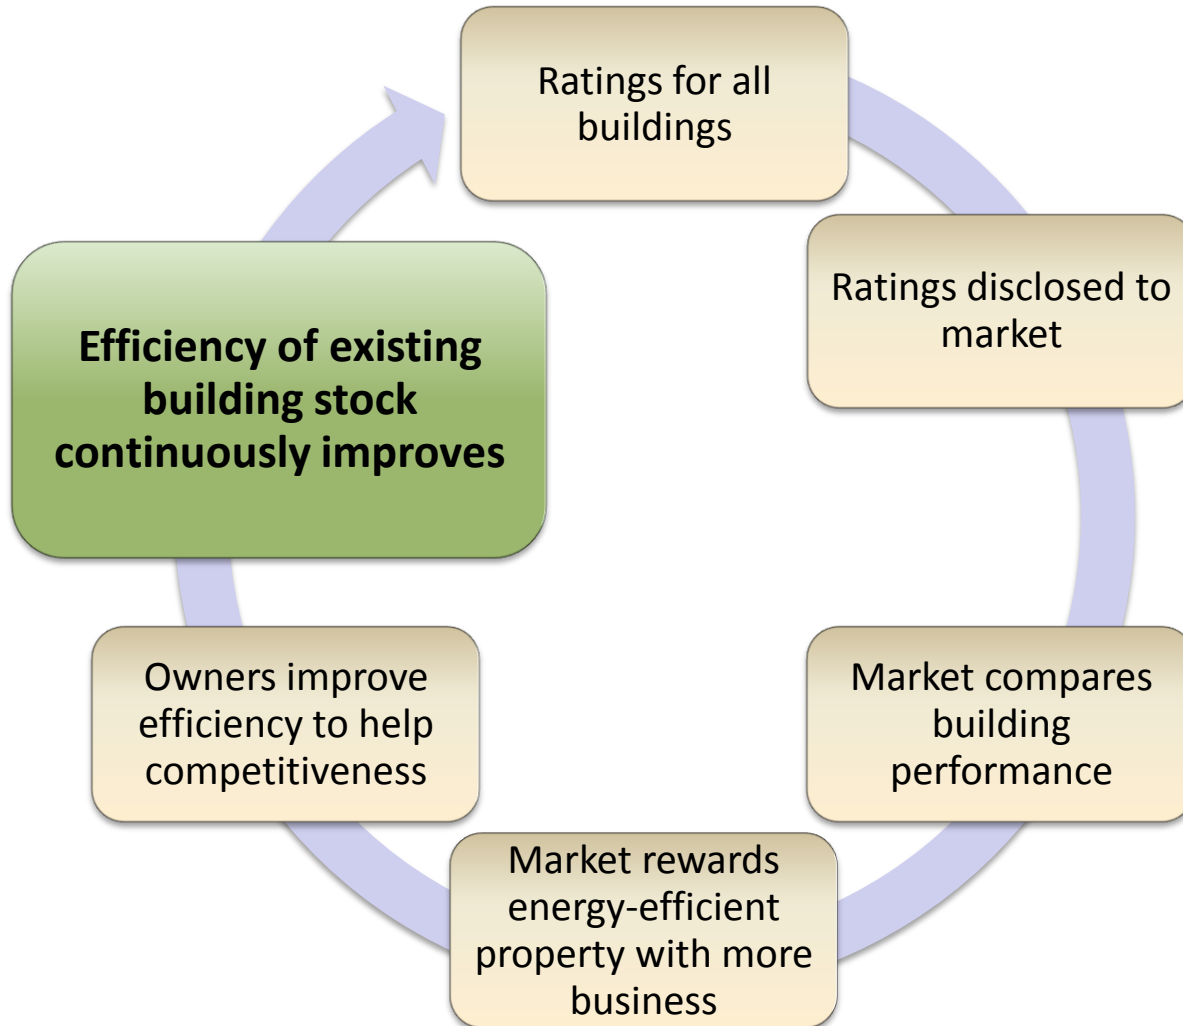 Ratings for all
buildings
Ratings disclosed to
market
Market compares
building
performance
Market rewards
energy-efficient
property with more
business
Owners improve
efficiency to help
competitiveness
Efficiency of existing
building stock
continuously improves